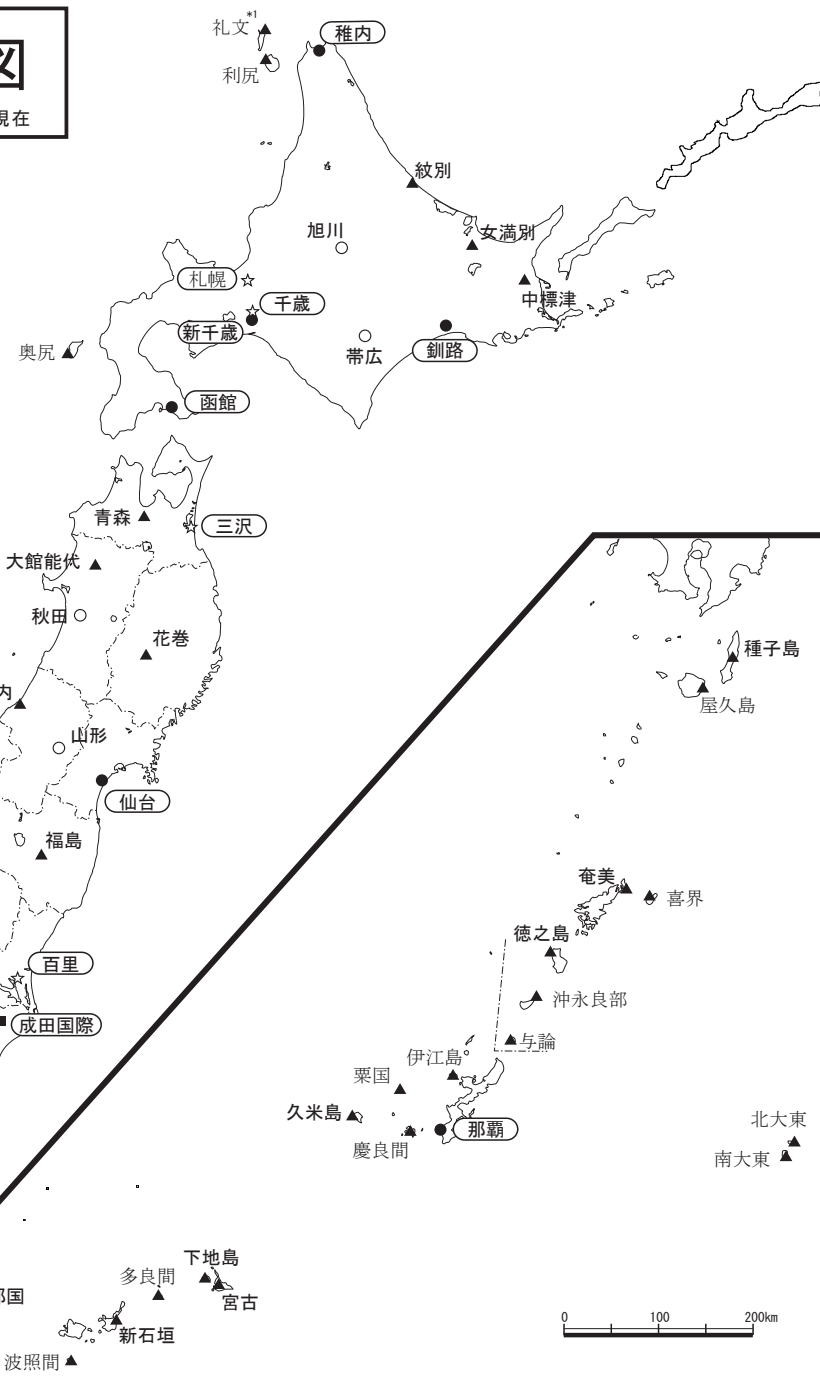 図
現在
礼文*1
稚内
利尻
紋別
旭川
女満別
札幌
千歳
中標津
新千歳
奥尻
帯広
釧路
函館
青森
三沢
大館能代
秋田
花巻
種子島
内
屋久島
山形
仙台
福島
奄美
喜界
徳之島
百里
沖永良部
成田国際
与論
伊江島
粟国
久米島
那覇
慶良間
北大東
南大東
下地島
多良間
宮古
国
新石垣
波照間
0 100 200km